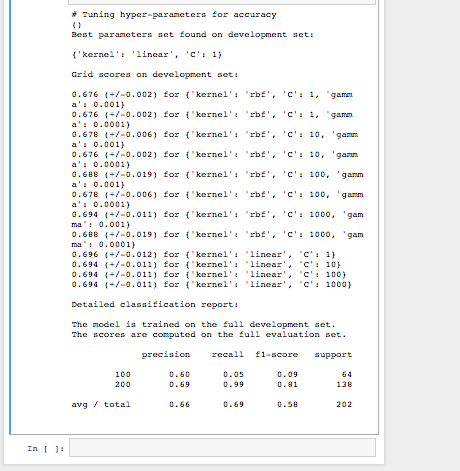 # Tuning hyper-parameters for accuracy
()
Best parameters set found on development set:
{'kernel': 'linear', 'C': 1}
Grid scores on development set:
0.676 (+/-0.002) for {'kernel': 'rbf', 'C': 1, 'gamm
a': 0.001}
0.676 (+/-0.002) for {'kernel': 'rbf', 'C': 1, 'gamm
a': 0.0001}
0.678 (+/-0.006) for {'kernel': 'rbf', 'C': 10, 'gamm
a': 0.001}
0.676 (+/-0.002) for {'kernel': 'rbf', 'C': 10, 'gamm
a': 0.0001}
0.688 (+/-0.019) for {'kernel': 'rbf', 'C': 100, 'gamm
a': 0.001}
0.678 (+/-0.006) for {'kernel': 'rbf', 'C': 100, 'gamm
a': 0.0001}
0.694 (+/-0.011) for {'kernel': 'rbf', 'C': 1000, 'gam
ma': 0.001}
0.688 (+/-0.019) for {'kernel': 'rbf', 'C': 1000, 'gam
ma': 0.0001}
0.696 (+/-0.012) for {'kernel': 'linear', 'C': 1}
0.694 (+/-0.011) for {'kernel': 'linear', 'C': 10}
0.694 (+/-0.011) for {'kernel': 'linear', 'C': 100}
0.694 (+/-0.011) for {'kernel': 'linear', 'C': 1000}
Detailed classification report:
The model is trained on the full development set.
The scores are computed on the full evaluation set.
precision recall f1-score support
100 0.60 0.05 0.09 64
200 0.69 0.99 0.81 138
avg / total 0.66 0.69 0.58 202
In [ ]: